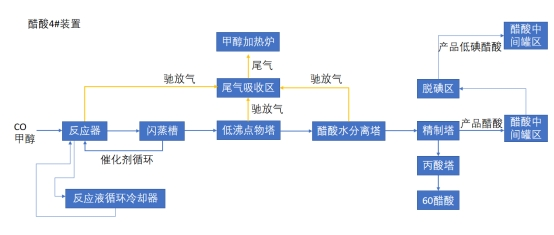 醋酸4#装置
甲醇加热炉
尾气
驰放气
尾气吸收区
驰放气
驰放气
产品低碘醋酸
醋酸中
间罐区
脱碘区
CO
甲醇
反应器
闪蒸槽
低沸点物塔
醋酸水分离塔
精制塔
产品醋酸
醋酸中
间罐区
催化剂循环
丙酸塔
反应液循环冷却器
60醋酸